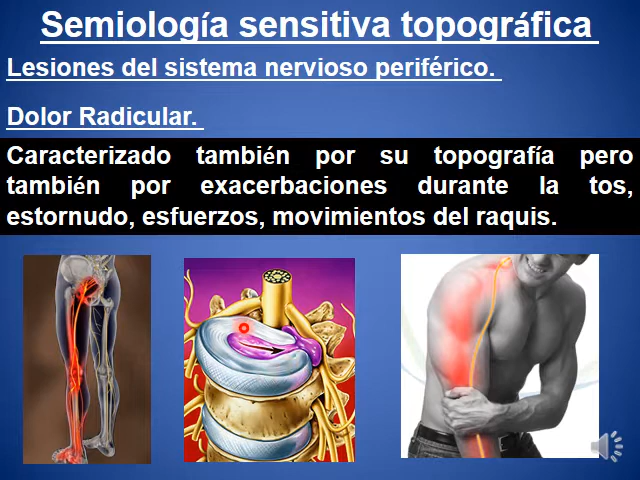 Semiología sensitiva topográfica
Lesiones del sistema nervioso periférico.
Dolor Radicular.
Caracterizado también por su topografía pero
también por exacerbaciones durante la tos,
estornudo, esfuerzos, movimientos del raquis.